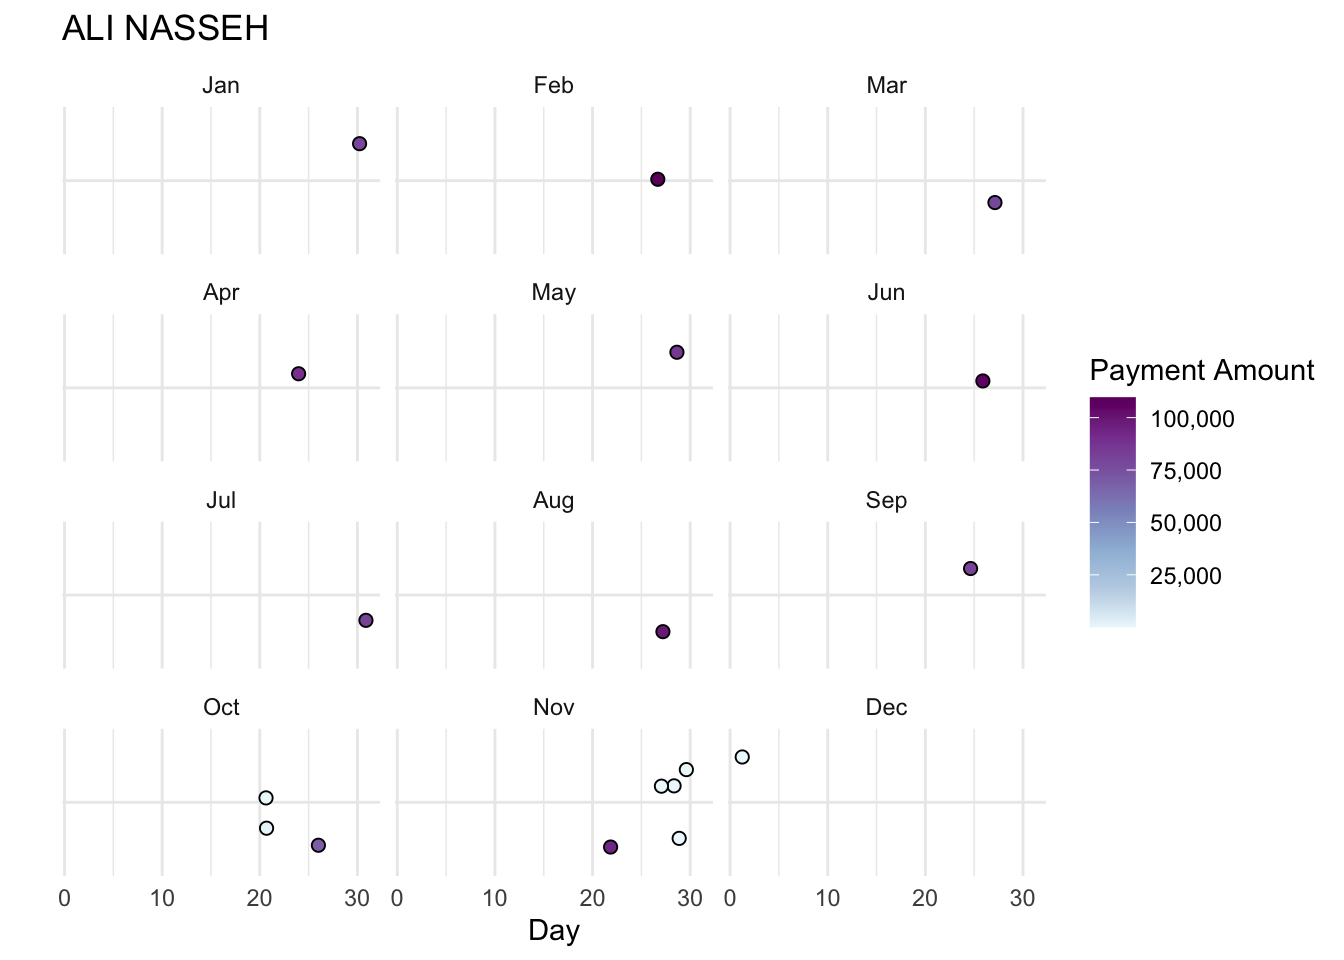 ALI NASSEH
Jan Feb Mar
Apr May Jun
Payment Amount
100,000
75,000
50,000
25,000
Jul Aug Sep
Oct Nov Dec
0 10 20 30 0 10 20 30 0 10 20 30
Day